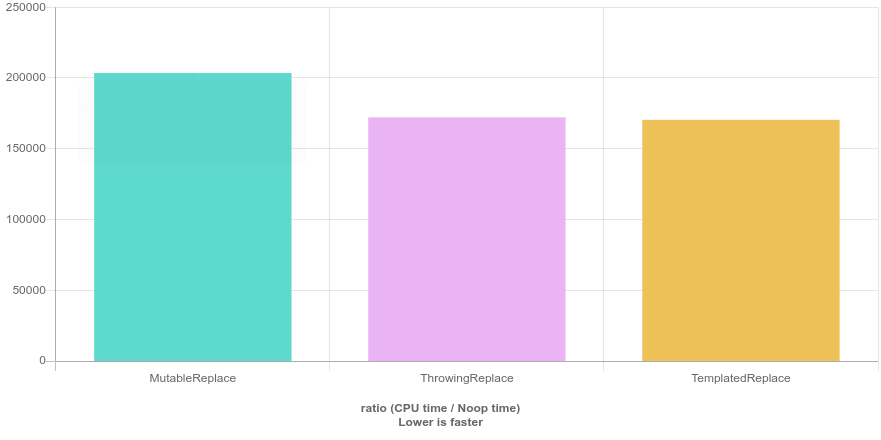 250000
200000
150000
100000
50000
0
MutableReplace ThrowingReplace TemplatedReplace
ratio (CPU time / Noop time)
Lower is faster